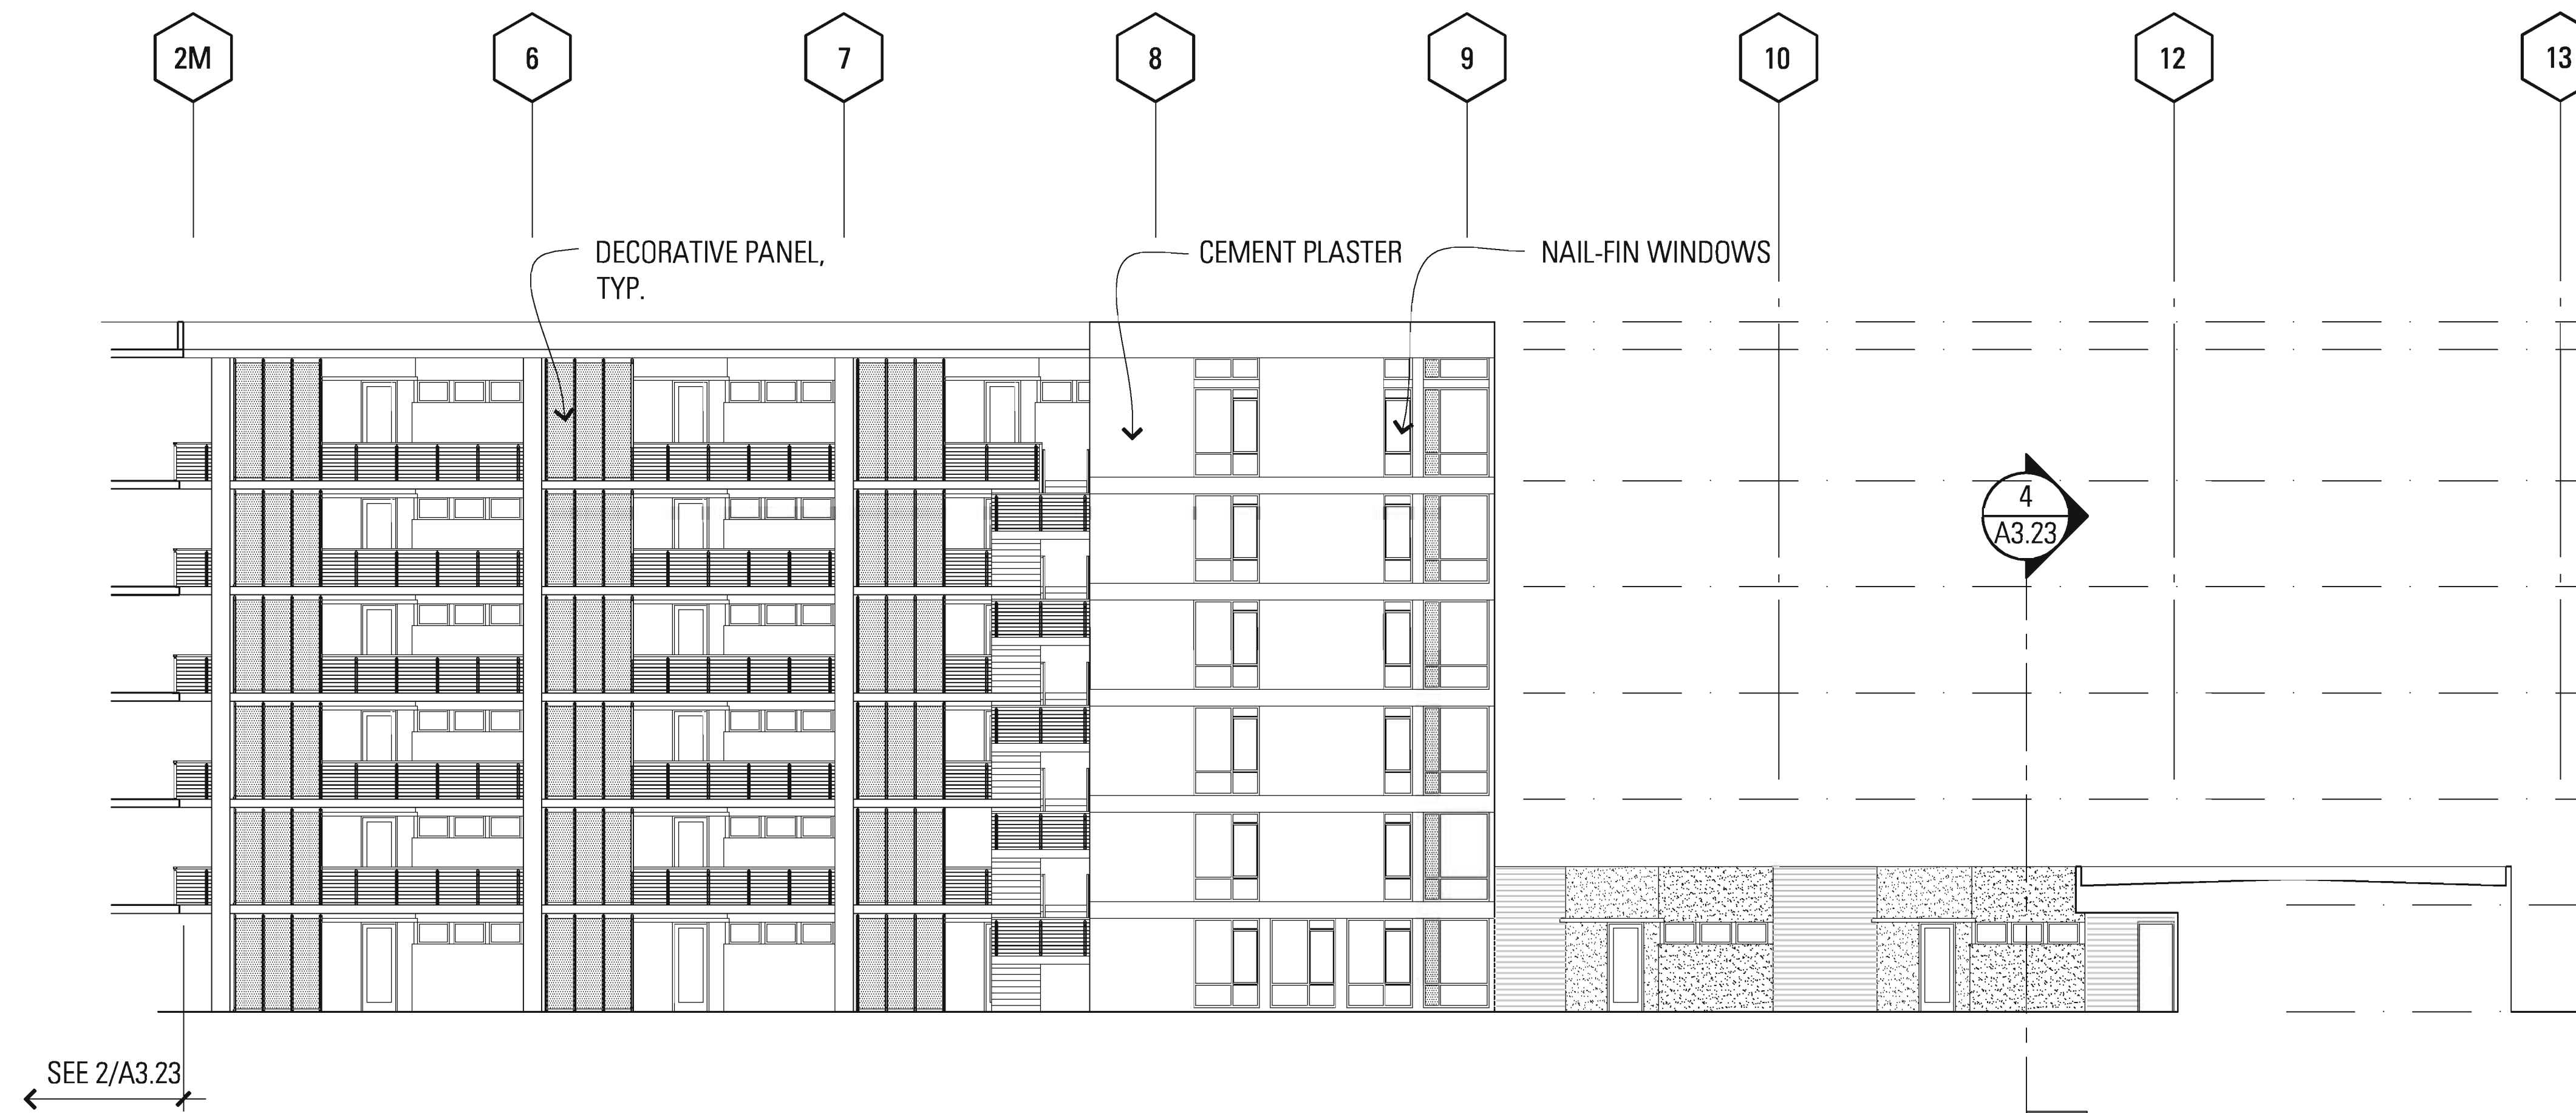 2M
6
7
8
9
10
12
13
DECORATIVE PANEL,
TYP.
CEMENT PLASTER
NAIL-FIN WINDOWS
4
A3.23
SEE 2/A3.23